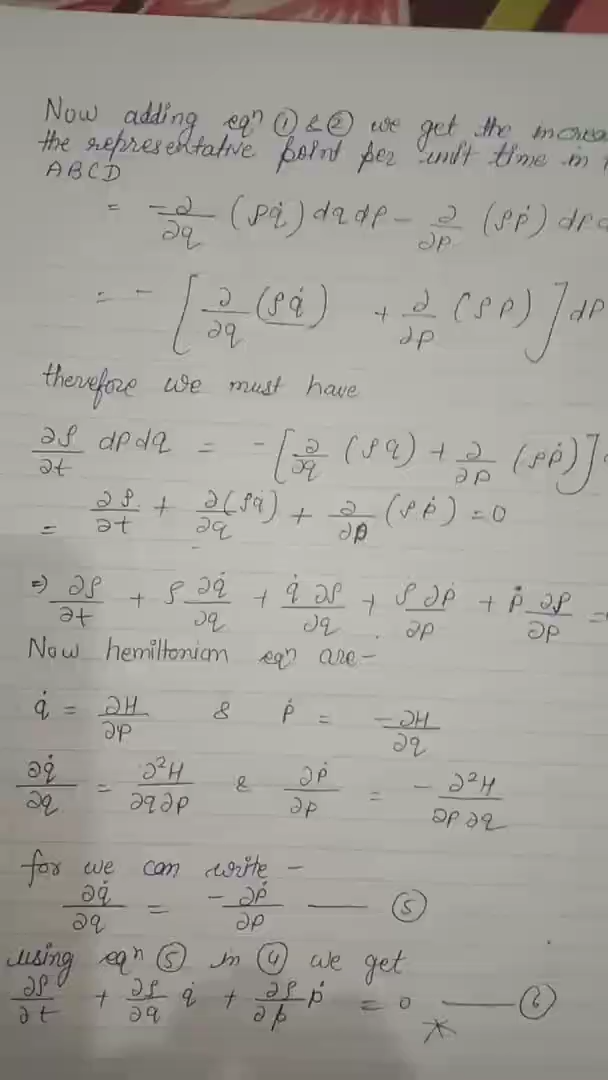 Now adding eqⁿ ① & ② we get the increa
the representative point per unit time in
ABCD
= -∂/∂q (ρq̇) dq dp - ∂/∂p (ρṗ) dp
= - [∂/∂q (ρq̇) + ∂/∂p (ρp)] dp
therefore we must have
∂ρ/∂t dp dq = - [∂/∂q (ρq) + ∂/∂p (ρṗ)]
= ∂ρ/∂t + ∂(ρq̇)/∂q + ∂/∂p (ρṗ) = 0
⇒ ∂ρ/∂t + ρ ∂q̇/∂q + q̇ ∂ρ/∂q + ρ ∂ṗ/∂p + ṗ ∂ρ/∂p =
Now hemiltonian eqⁿ are -
q̇ = ∂H/∂p & ṗ = -∂H/∂q
∂q̇/∂q = ∂²H/∂q∂p & ∂ṗ/∂p = - ∂²H/∂p∂q
for we can write -
∂q̇/∂q = -∂ṗ/∂p — ⑤
using eqⁿ ⑤ in ④ we get
∂ρ/∂t + ∂ρ/∂q q̇ + ∂ρ/∂p ṗ = 0 — ⑥